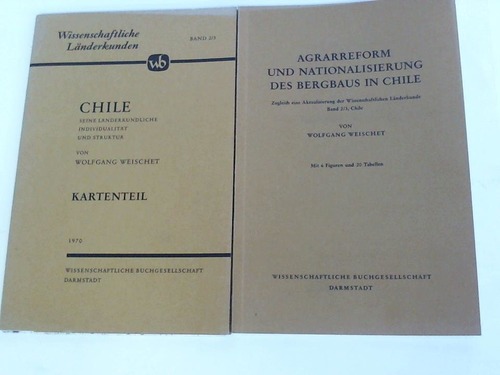 Wissenschaftliche
Länderkunden
BAND 2/3
wb
CHILE
SEINE LÄNDERKUNDLICHE
INDIVIDUALITÄT
UND STRUKTUR
VON
WOLFGANG WEISCHET
KARTENTEIL
1970
WISSENSCHAFTLICHE BUCHGESELLSCHAFT
DARMSTADT
AGRARREFORM
UND NATIONALISIERUNG
DES BERGBAUS IN CHILE
Zugleich eine Aktualisierung der Wissenschaftlichen Länderkunde
Band 2/3, Chile
VON
WOLFGANG WEISCHET
Mit 4 Figuren und 20 Tabellen
WISSENSCHAFTLICHE BUCHGESELLSCHAFT
DARMSTADT